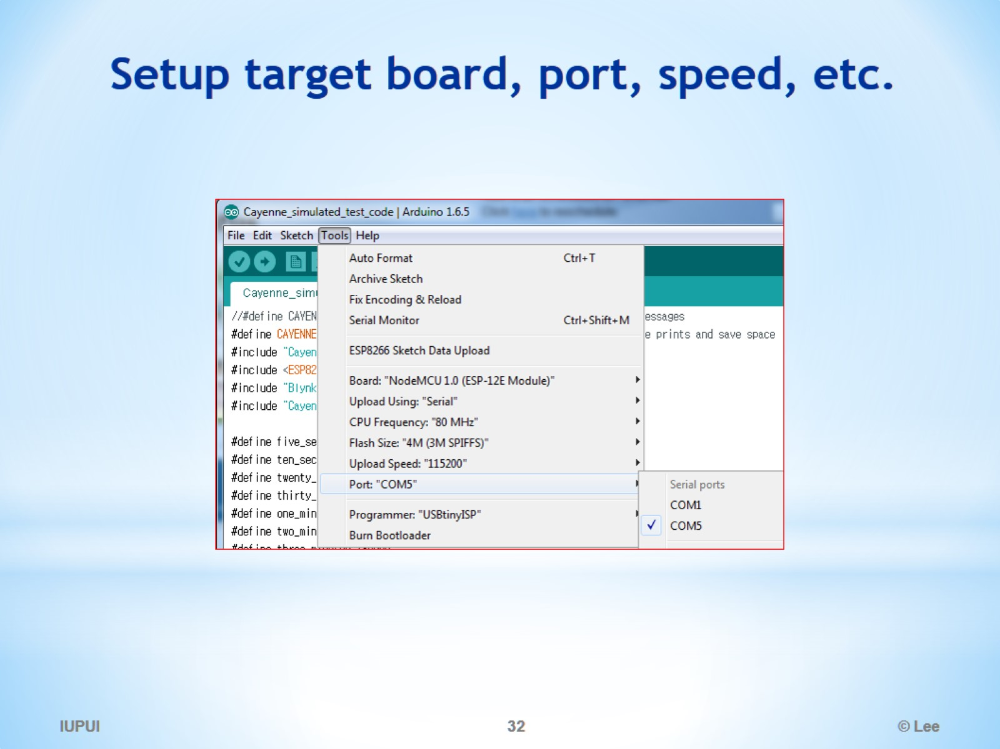 Setup target board, port, speed, etc.
Cayenne_simulated_test_code | Arduino 1.6.5
File Edit Sketch Tools Help
Auto Format Ctrl+T
Archive Sketch
Fix Encoding & Reload
Serial Monitor Ctrl+Shift+M
ESP8266 Sketch Data Upload
Board: "NodeMCU 1.0 (ESP-12E Module)"
Upload Using: "Serial"
CPU Frequency: "80 MHz"
Flash Size: "4M (3M SPIFFS)"
Upload Speed: "115200"
Port: "COM5"
Programmer: "USBtinyISP"
Burn Bootloader
Serial ports
COM1
COM5
Cayenne_simu
//#define CAYEN
essages
#define CAYENNE
e prints and save space
#include "Cayen
#include <ESP82
#include "Blynk
#include "Cayen
#define five_se
#define ten_sec
#define twenty_
#define thirty_
#define one_min
#define two_min
IUPUI
32
© Lee